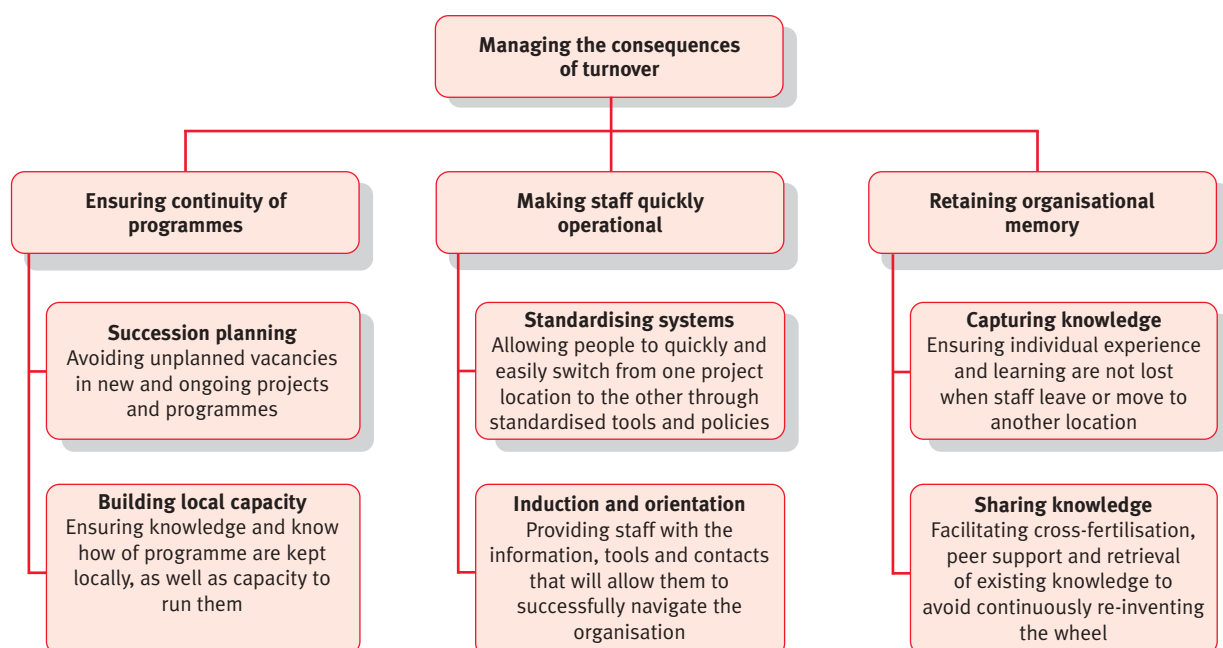 Managing the consequences
of turnover
Ensuring continuity of
programmes
Making staff quickly
operational
Retaining organisational
memory
Succession planning
Avoiding unplanned vacancies
in new and ongoing projects
and programmes
Standardising systems
Allowing people to quickly and
easily switch from one project
location to the other through
standardised tools and policies
Capturing knowledge
Ensuring individual experience
and learning are not lost
when staff leave or move to
another location
Building local capacity
Ensuring knowledge and know
how of programme are kept
locally, as well as capacity to
run them
Induction and orientation
Providing staff with the
information, tools and contacts
that will allow them to
successfully navigate the
organisation
Sharing knowledge
Facilitating cross-fertilisation,
peer support and retrieval
of existing knowledge to
avoid continuously re-inventing
the wheel